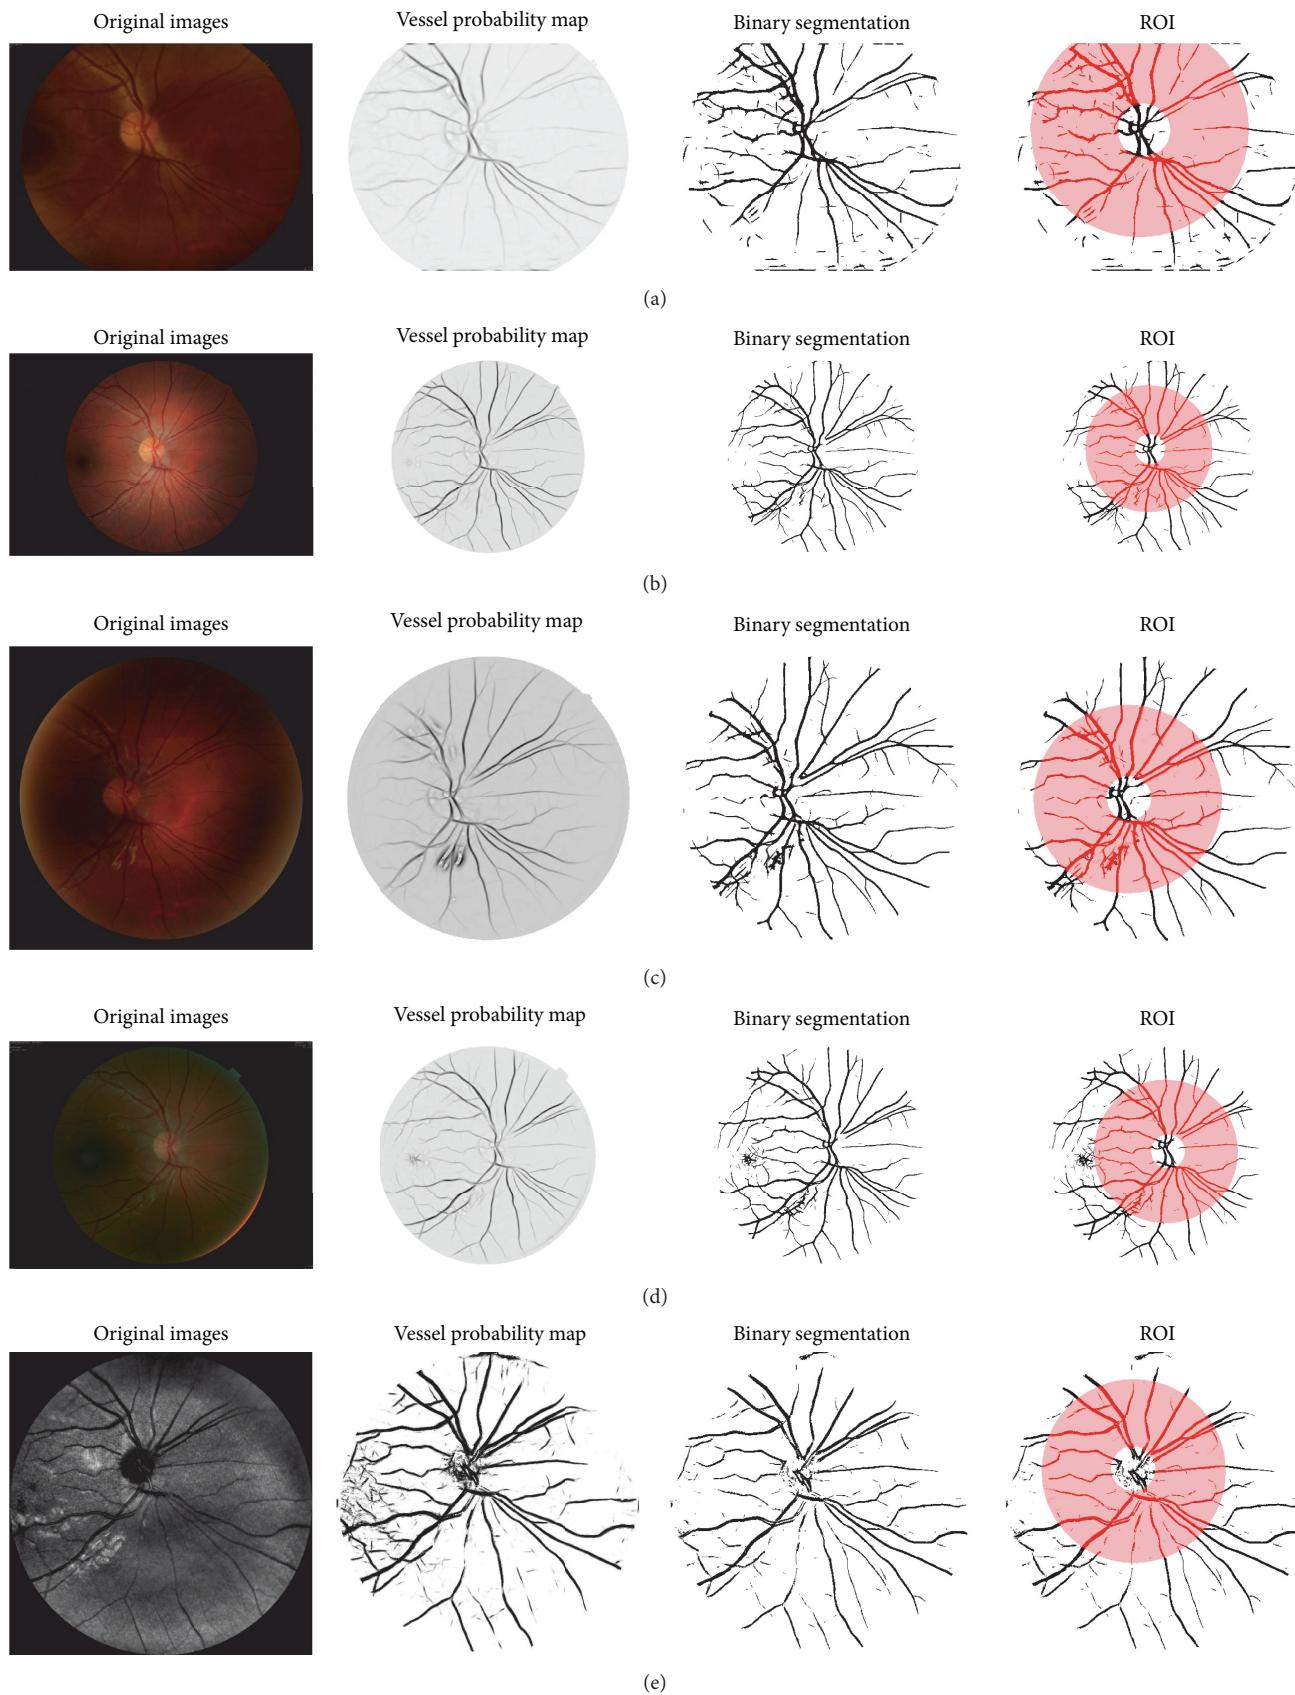 Original images Vessel probability map Binary segmentation ROI
(a)
Original images Vessel probability map Binary segmentation ROI
(b)
Original images Vessel probability map Binary segmentation ROI
(c)
Original images Vessel probability map Binary segmentation ROI
(d)
Original images Vessel probability map Binary segmentation ROI
(e)